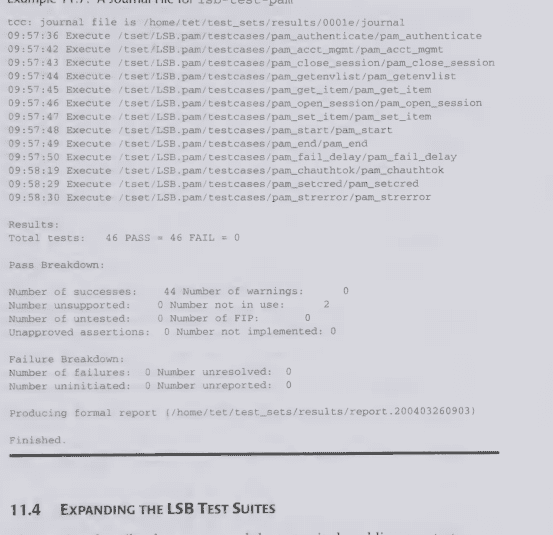 Example 11.7: A Journal File for lsb-test-pam
tcc: journal file is /home/tet/test_sets/results/0001e/journal
09:57:36 Execute /tset/LSB.pam/testcases/pam_authenticate/pam_authenticate
09:57:42 Execute /tset/LSB.pam/testcases/pam_acct_mgmt/pam_acct_mgmt
09:57:43 Execute /tset/LSB.pam/testcases/pam_close_session/pam_close_session
09:57:44 Execute /tset/LSB.pam/testcases/pam_getenvlist/pam_getenvlist
09:57:45 Execute /tset/LSB.pam/testcases/pam_get_item/pam_get_item
09:57:46 Execute /tset/LSB.pam/testcases/pam_open_session/pam_open_session
09:57:47 Execute /tset/LSB.pam/testcases/pam_set_item/pam_set_item
09:57:48 Execute /tset/LSB.pam/testcases/pam_start/pam_start
09:57:49 Execute /tset/LSB.pam/testcases/pam_end/pam_end
09:57:50 Execute /tset/LSB.pam/testcases/pam_fail_delay/pam_fail_delay
09:58:19 Execute /tset/LSB.pam/testcases/pam_chauthtok/pam_chauthtok
09:58:29 Execute /tset/LSB.pam/testcases/pam_setcred/pam_setcred
09:58:30 Execute /tset/LSB.pam/testcases/pam_strerror/pam_strerror
Results:
Total tests: 46 PASS = 46 FAIL = 0
Pass Breakdown:
Number of successes: 44 Number of warnings: 0
Number unsupported: 0 Number not in use: 2
Number of untested: 0 Number of FIP: 0
Unapproved assertions: 0 Number not implemented: 0
Failure Breakdown:
Number of failures: 0 Number unresolved: 0
Number uninitiated: 0 Number unreported: 0
Producing formal report (/home/tet/test_sets/results/report.200403260903)
Finished.
11.4 EXPANDING THE LSB TEST SUITES